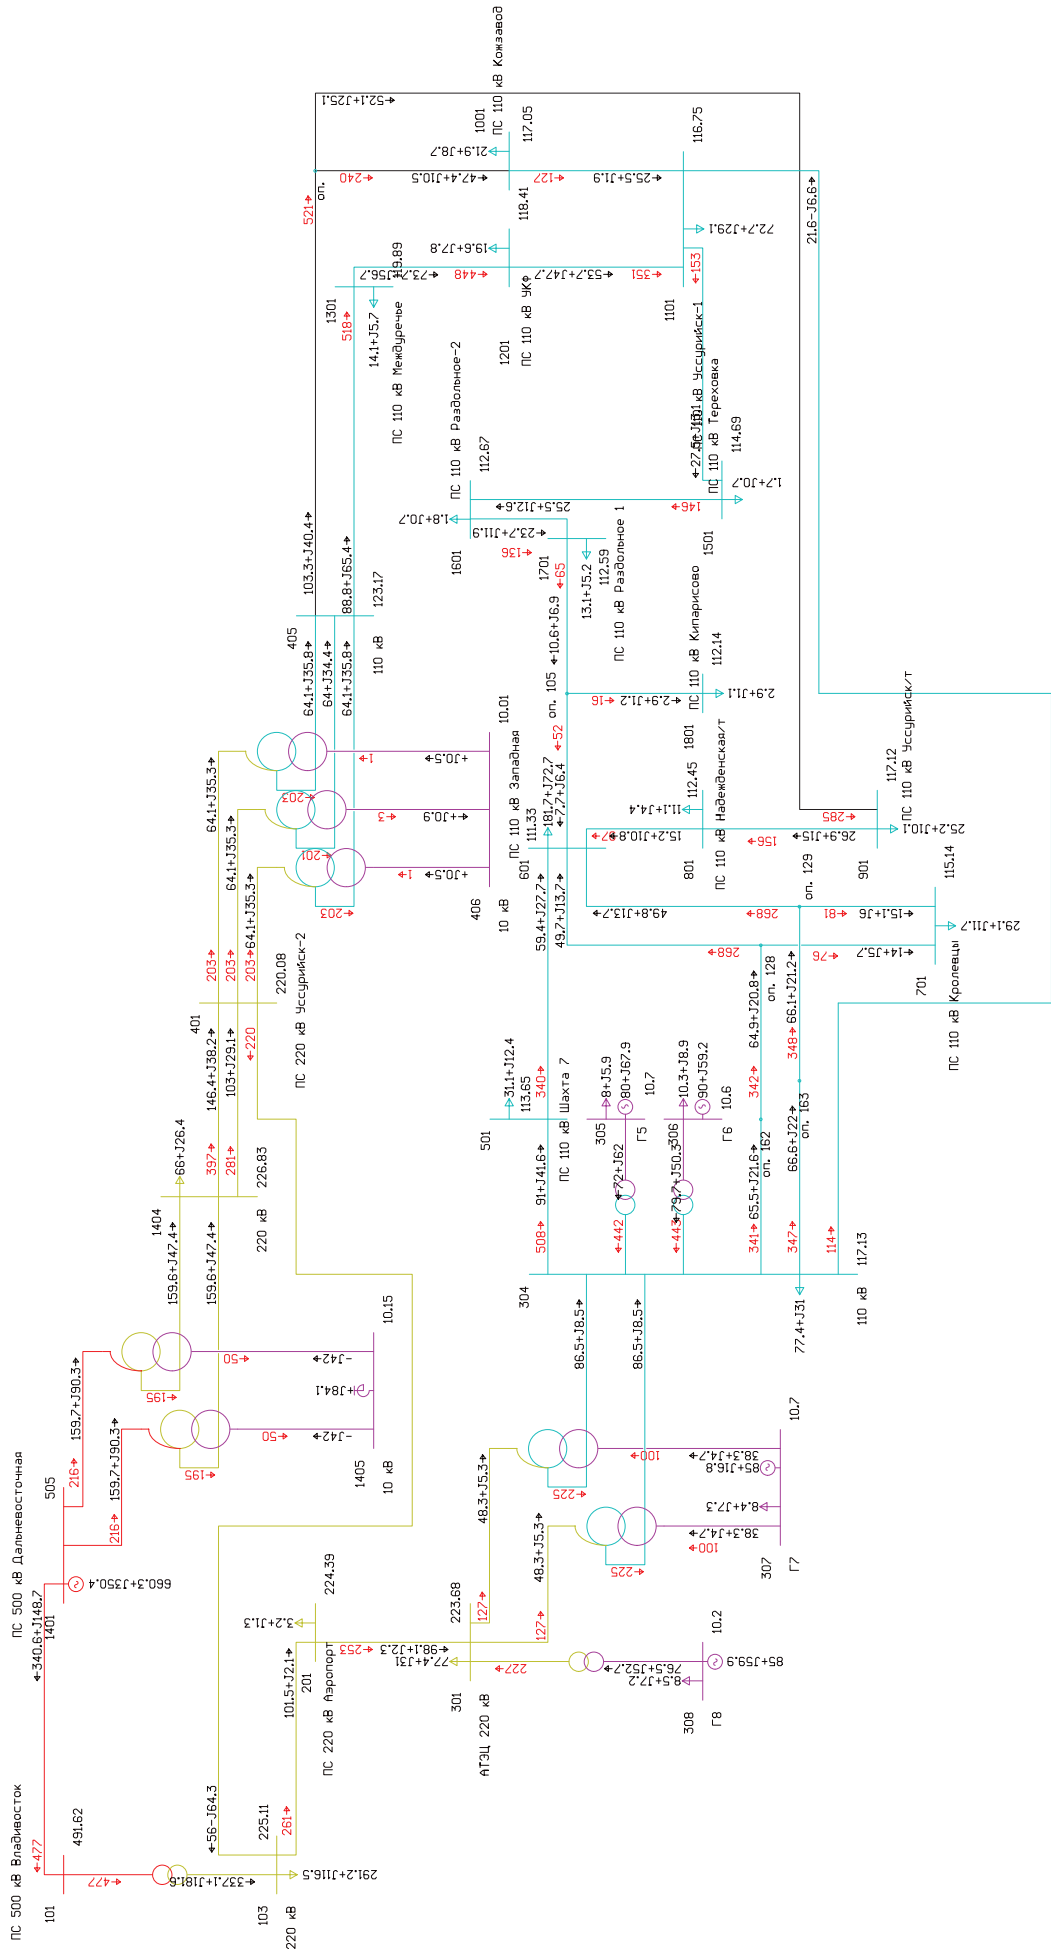 ПС 500 кВ Владивосток
101
491.62
←477
477→
337.1+J181.6→
103
220 кВ
225.11
291.2+J116.5
261→
←56-J64.3
101.5+J2.1→
ПС 500 кВ Дальневосточная
505
1401
←340.6+J148.7
660.3+J350.4
216→
159.7+J90.3→
216→
159.7+J90.3→
←195
←195
←50
←50
-J42→
-J42→
+J84.1
1405
10 кВ
10.15
159.6+J47.4→
159.6+J47.4→
1404
220 кВ
226.83
66+J26.4
397→
281→
146.4+J38.2→
103+J29.1→
←220
401
220.08
ПС 220 кВ Уссурийск-2
203→
203→
203→
64.1+J35.3→
64.1+J35.3→
64.1+J35.3→
←203
←201
←203
←1
←3
←1
+J0.5→
+J0.9→
+J0.5→
406
10 кВ
10.01
64.1+J35.8→
64+J34.4→
64.1+J35.8→
405
110 кВ
123.17
103.3+J40.4→
88.8+J65.4→
521→
оп.
518→
←52.1+J25.1
240→
47.4+J10.5→
1001
ПС 110 кВ Кожзавод
117.05
21.9+J8.7
127→
25.5+J1.9→
1301
119.89
14.1+J5.7
ПС 110 кВ Междуречье
73.7+J56.7
448→
118.41
19.6+J7.8
1201
ПС 110 кВ УКФ
53.7+J47.7→
351→
116.75
1101
72.7+J29.1
ПС 110 кВ Уссурийск-1
←153
←27.5+J13.1
21.6-J6.6→
ПС 110 кВ Тереховка
114.69
1501
1.7+J0.7
←146
25.5+J12.6→
ПС 110 кВ Раздольное-2
112.67
1601
1.8+J0.7
←23.7+J11.9
136→
1701
112.59
13.1+J5.2
ПС 110 кВ Раздольное 1
←65
←10.6+J6.9
оп. 105
←52
←7.7+J6.4
16→
2.9+J1.2→
ПС 110 кВ Кипарисово
112.14
1801
2.9+J1.1
ПС 110 кВ Западная
111.33
601
181.7+J72.7
59.4+J27.7→
49.7+J13.7→
ПС 110 кВ Надежденская/т
112.45
801
11.1+J4.4
15.2+J10.8→
156→
26.9+J15→
285→
117.12
ПС 110 кВ Уссурийск/т
901
25.2+J10.1
оп. 129
49.8+J13.7→
268→
81→
15.1+J6→
268→
76→
14+J5.7→
115.14
701
29.1+J11.7
ПС 110 кВ Кролевцы
оп. 128
64.9+J20.8→
66.1+J21.2→
342→
348→
501
113.65
31.1+J12.4
340→
ПС 110 кВ Шахта 7
91+J41.6→
508→
305
8+J5.9
80+J67.9
10.7
Г5
←72+J62
←442
306
10.3+J8.9
90+J59.2
10.6
Г6
←79.7+J50.3
←443
оп. 162
65.5+J21.6→
341→
оп. 163
66.6+J22→
347→
114→
304
117.13
110 кВ
77.4+J31
86.5+J8.5→
86.5+J8.5→
←225
←225
48.3+J5.3→
48.3+J5.3→
127→
127→
100→
100→
38.3+J4.7→
38.3+J4.7→
85+J16.8
8.4+J7.3
10.7
307
Г7
201
224.39
3.2+J1.3
ПС 220 кВ Аэропорт
253→
98.1+J2.3→
77.4+J31
301
223.68
АТЭЦ 220 кВ
227→
76.5+J52.7→
8.5+J7.2
10.2
85+J59.9
308
Г8